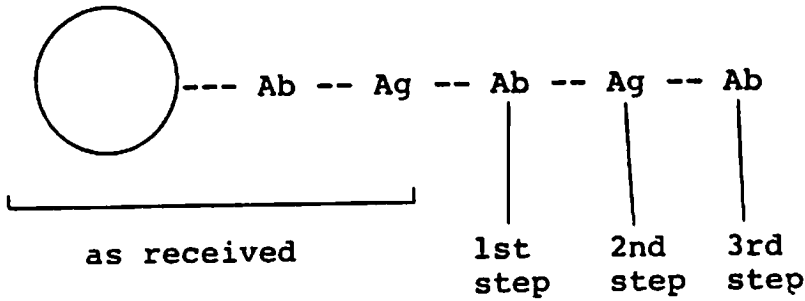 --- Ab -- Ag -- Ab -- Ag -- Ab
as received
1st 2nd 3rd
step step step